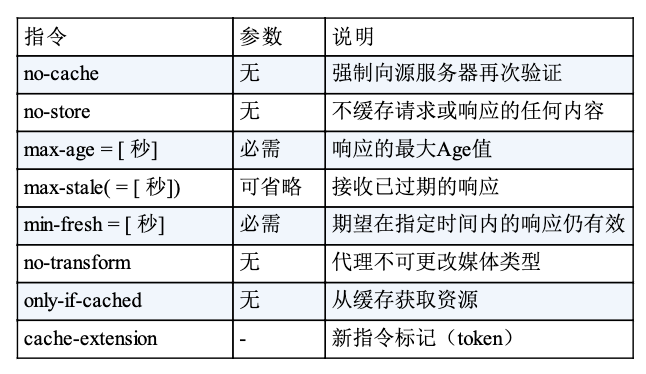 指令 参数 说明
no-cache 无 强制向源服务器再次验证
no-store 无 不缓存请求或响应的任何内容
max-age = [ 秒] 必需 响应的最大Age值
max-stale( = [ 秒]) 可省略 接收已过期的响应
min-fresh = [ 秒] 必需 期望在指定时间内的响应仍有效
no-transform 无 代理不可更改媒体类型
only-if-cached 无 从缓存获取资源
cache-extension - 新指令标记（token）